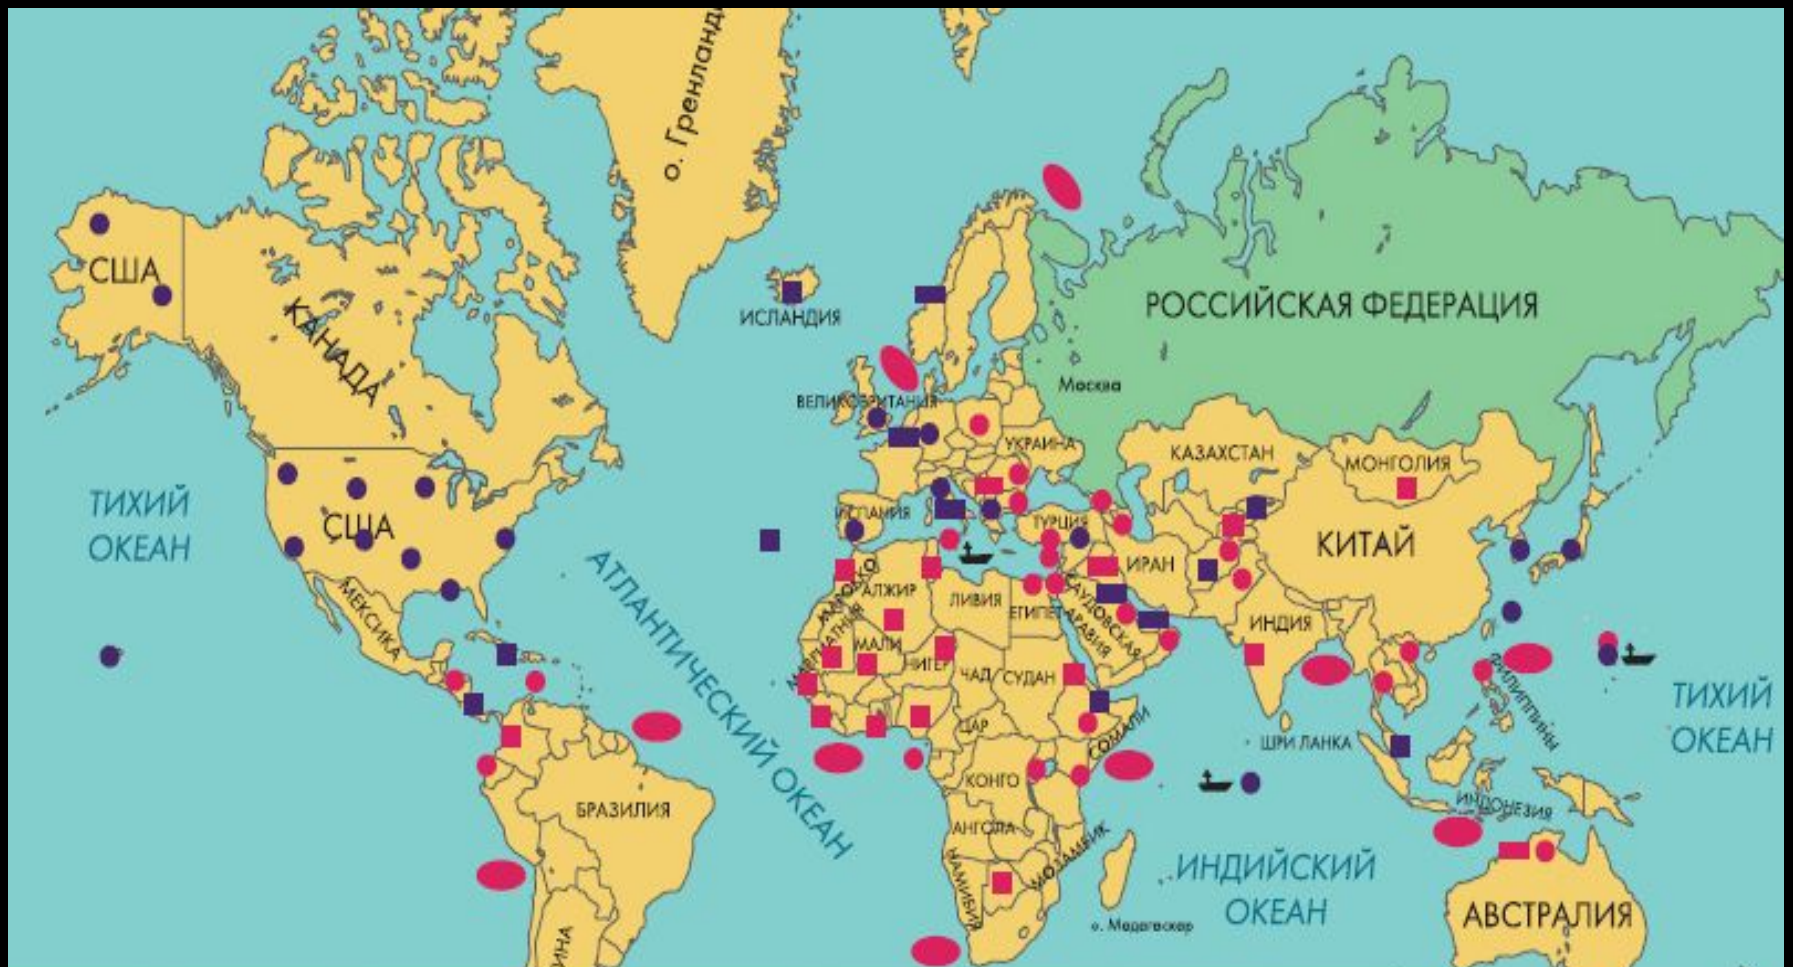 о. Гренланд
США
КАНАДА
ИСЛАНДИЯ
РОССИЙСКАЯ ФЕДЕРАЦИЯ
Москва
ВЕЛИКОБРИТАНИЯ
УКРАИНА
КАЗАХСТАН
МОНГОЛИЯ
ТИХИЙ
ОКЕАН
США
ИСПАНИЯ
ТУРЦИЯ
КИТАЙ
ИРАН
МЕКСИКА
АТЛАНТИЧЕСКИЙ ОКЕАН
МАРОККО
АЛЖИР
ЛИВИЯ
ЕГИПЕТ
САУДОВСКАЯ
АРАВИЯ
ИНДИЯ
МАВРИТАНИЯ
МАЛИ
НИГЕР
ЧАД
СУДАН
ФИЛИППИНЫ
ТИХИЙ
ОКЕАН
ЦАР
СОМАЛИ
ШРИ ЛАНКА
КОНГО
БРАЗИЛИЯ
ИНДОНЕЗИЯ
АНГОЛА
МОЗАМБИК
НАМИБИЯ
ИНДИЙСКИЙ
ОКЕАН
о. Мадагаскар
АВСТРАЛИЯ
ИНА